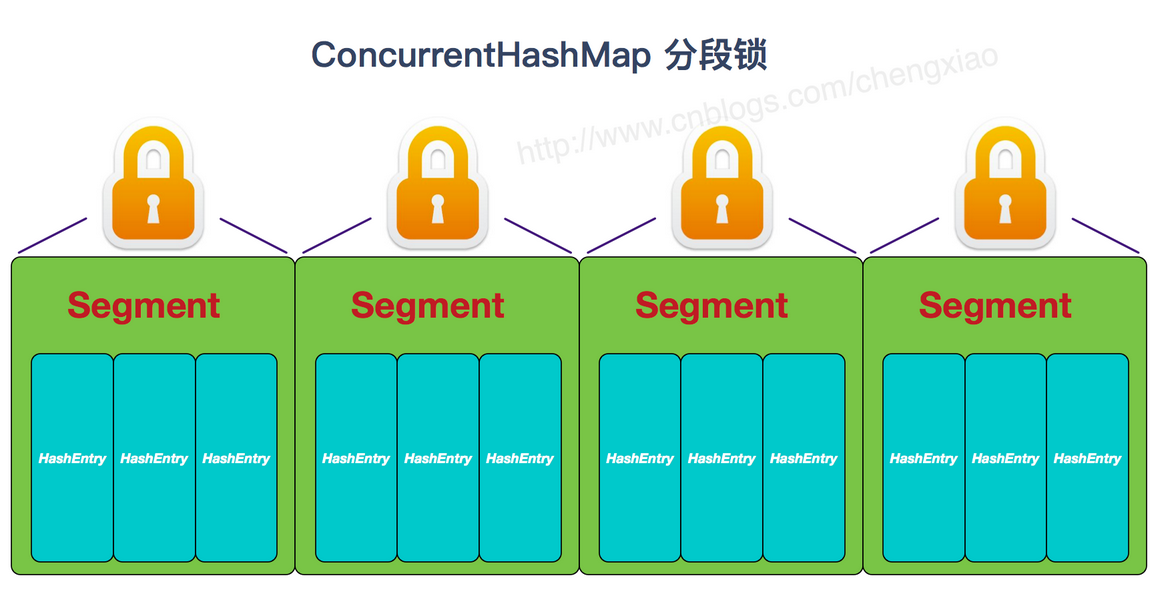 ConcurrentHashMap 分段锁
http://www.cnblogs.com/chengxiao
Segment Segment Segment Segment
HashEntry HashEntry HashEntry HashEntry HashEntry HashEntry HashEntry HashEntry HashEntry HashEntry HashEntry HashEntry